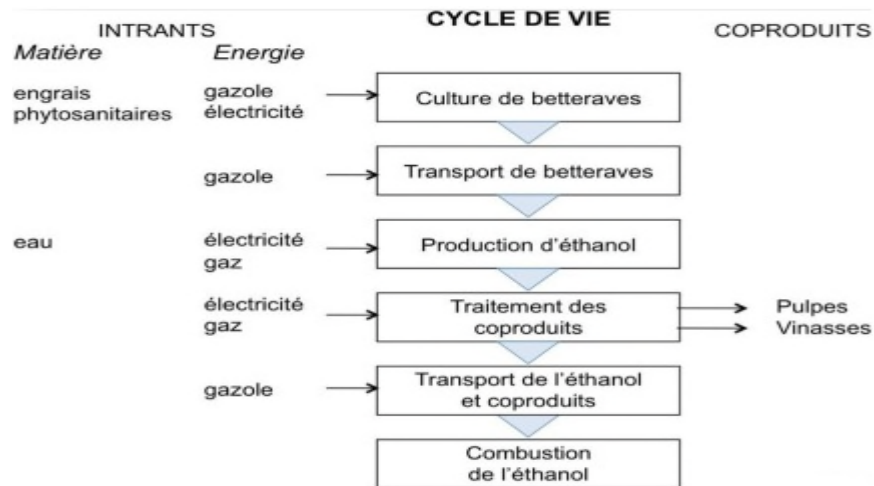 CYCLE DE VIE
INTRANTS
COPRODUITS
Matière Energie
engrais
phytosanitaires
gazole
électricité
Culture de betteraves
gazole
Transport de betteraves
eau
électricité
gaz
Production d'éthanol
électricité
gaz
Traitement des
coproduits
Pulpes
Vinasses
gazole
Transport de l'éthanol
et coproduits
Combustion
de l'éthanol